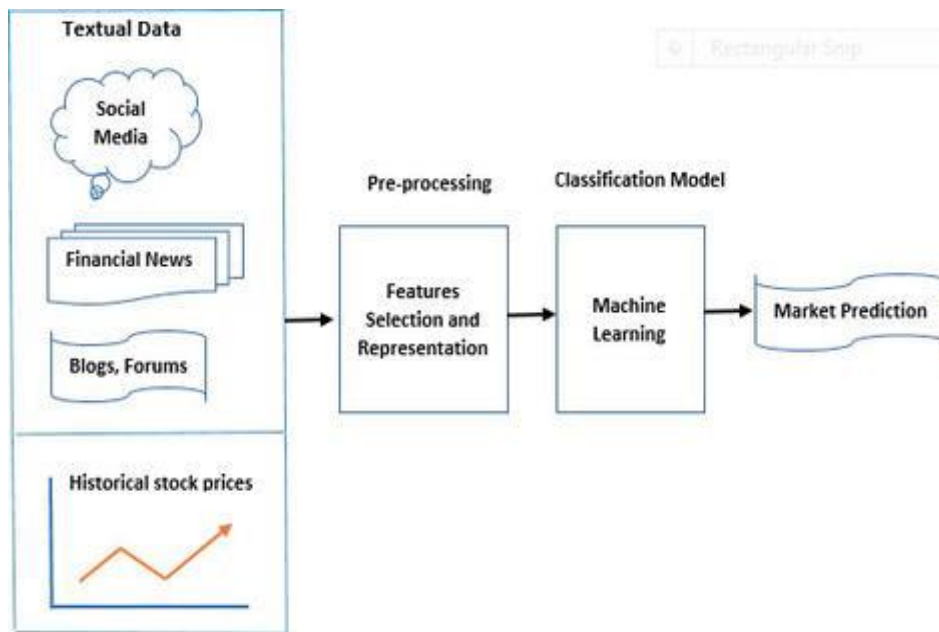 Textual Data
Social
Media
Financial News
Blogs, Forums
Historical stock prices
Pre-processing
Features
Selection and
Representation
Classification Model
Machine
Learning
Market Prediction
Rectangular Snip